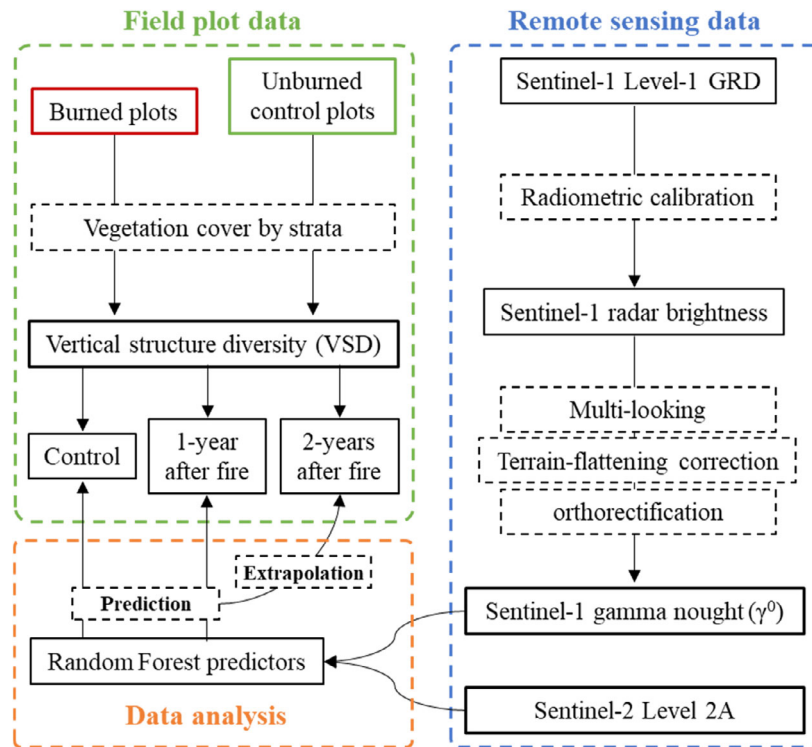 Field plot data
Burned plots
Unburned
control plots
Vegetation cover by strata
Vertical structure diversity (VSD)
Control
1-year
after fire
2-years
after fire
Extrapolation
Prediction
Random Forest predictors
Data analysis
Remote sensing data
Sentinel-1 Level-1 GRD
Radiometric calibration
Sentinel-1 radar brightness
Multi-looking
Terrain-flattening correction
orthorectification
Sentinel-1 gamma nought (γ⁰)
Sentinel-2 Level 2A